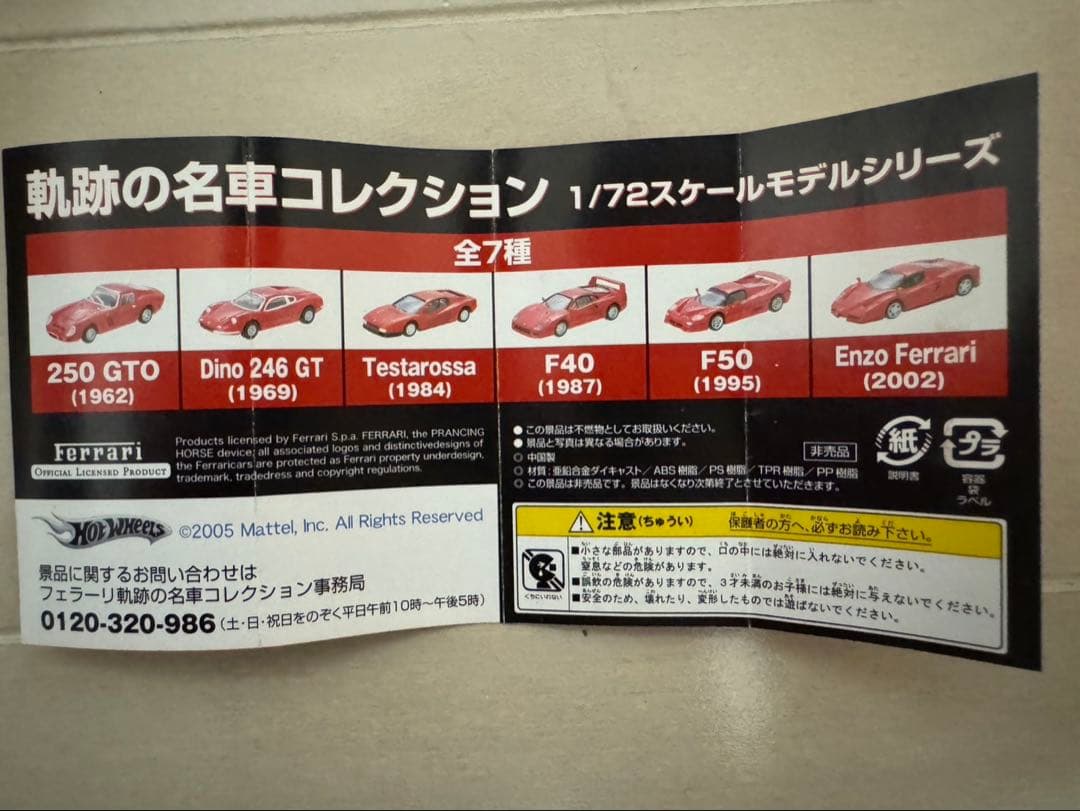 軌跡の名車コレクション 1/72スケールモデルシリーズ
全7種
250 GTO
(1962)
Dino 246 GT
(1969)
Testarossa
(1984)
F40
(1987)
F50
(1995)
Enzo Ferrari
(2002)
Ferrari
OFFICIAL LICENSED PRODUCT
Products licensed by Ferrari S.p.a. FERRARI, the PRANCING
HORSE device, all associated logos and distinctivedesigns of
the Ferraricars are protected as Ferrari property underdesign,
trademark, tradedress and copyright regulations.
HOT WHEELS
©2005 Mattel, Inc. All Rights Reserved
景品に関するお問い合わせは
フェラーリ軌跡の名車コレクション事務局
0120-320-986(土・日・祝日をのぞく平日午前10時〜午後5時)
●この景品は不燃物としてお取扱いください。
●景品と写真は異なる場合があります。
◎中国製
◎材質:亜鉛合金ダイキャスト/ABS樹脂/PS樹脂/TPR樹脂/PP樹脂
◎この景品は非売品です。景品はなくなり次第終了とさせていただきます。
非売品
紙
説明書
プラ
容器
袋
ラベル
注意(ちゅうい) 保護者の方へ、必ずお読み下さい。
くちにいれない
■小さな部品がありますので、口の中には絶対に入れないでください。
窒息などの危険があります。
■誤飲の危険がありますので、3才未満のお子様には絶対に与えないでください。
■安全のため、壊れたり、変形したものでは遊ばないでください。